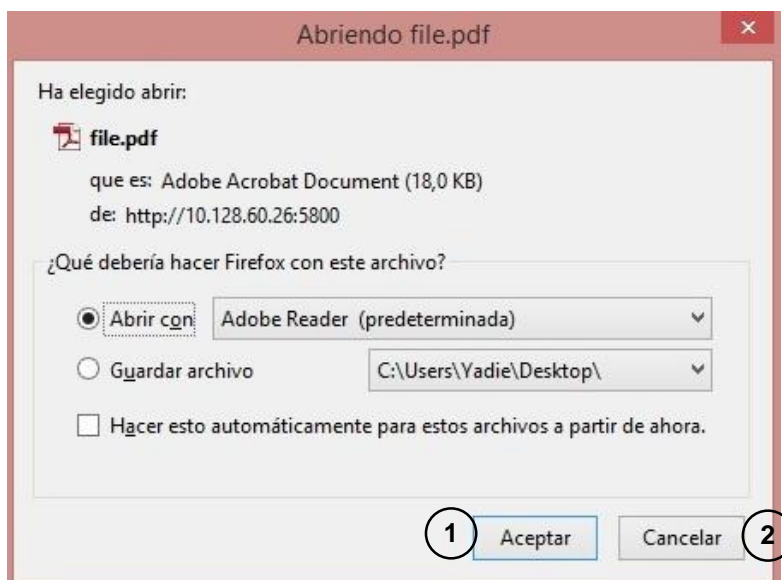 Abriendo file.pdf
Ha elegido abrir:
file.pdf
que es: Adobe Acrobat Document (18,0 KB)
de: http://10.128.60.26:5800
¿Qué debería hacer Firefox con este archivo?
Abrir con Adobe Reader (predeterminada)
Guardar archivo C:\Users\Yadie\Desktop\
Hacer esto automáticamente para estos archivos a partir de ahora.
1 Aceptar Cancelar 2